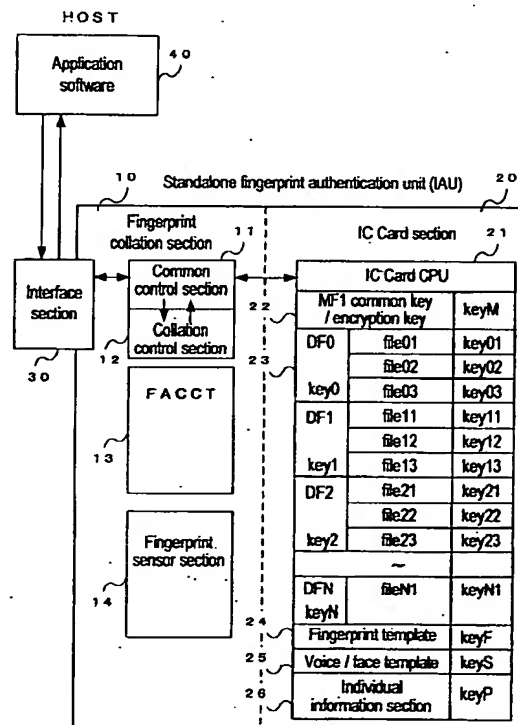 HOST
40
Application
software
10
Standalone fingerprint authentication unit (IAU)
20
Fingerprint
collation section
11
IC Card section
21
Interface
section
30
Common
control section
Collation
control section
12
FACCT
13
Fingerprint
sensor section
14
IC Card CPU
22
MF1 common key
/ encryption key
keyM
23
DF0
file01
key01
file02
key02
key0
file03
key03
DF1
file11
key11
file12
key12
key1
file13
key13
DF2
file21
key21
file22
key22
key2
file23
key23
~
DFN
fileN1
keyN1
keyN
24
Fingerprint template
keyF
25
Voice / face template
keyS
26
Individual
information section
keyP